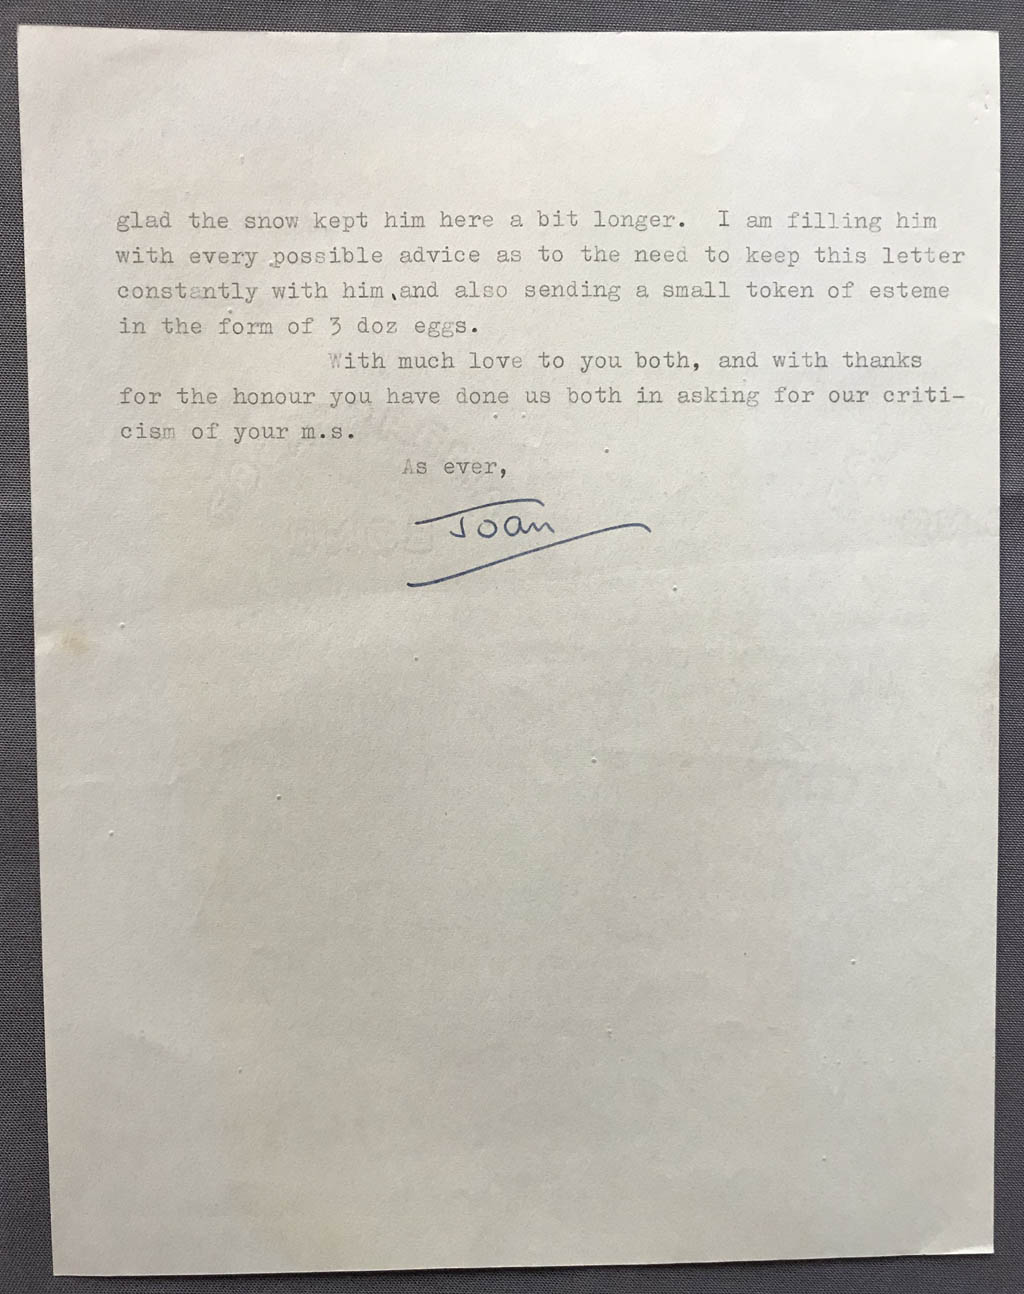 glad the snow kept him here a bit longer.  I am filling him
with every possible advice as to the need to keep this letter
constantly with him,and also sending a small token of esteme
in the form of 3 doz eggs.
With much love to you both, and with thanks
for the honour you have done us both in asking for our criti-
cism of your m.s.
As ever,
Joan